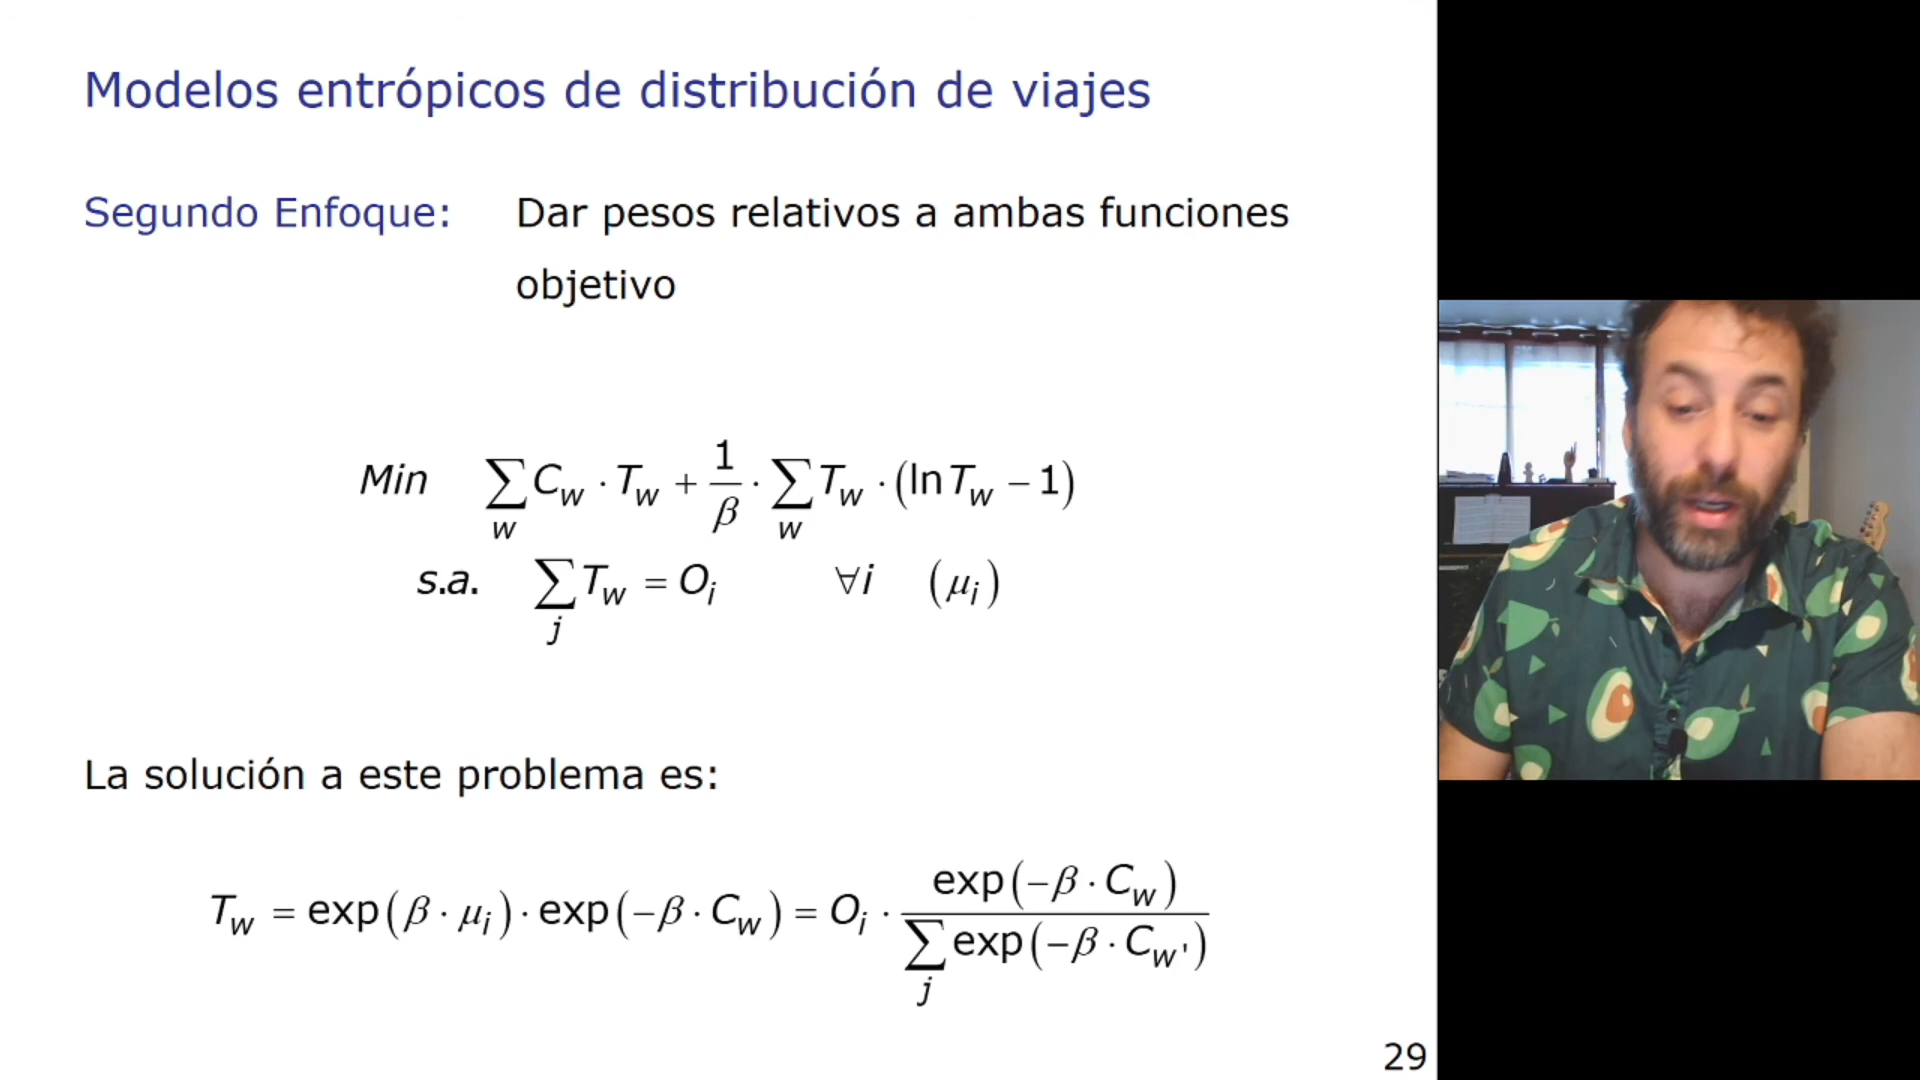 Modelos entrópicos de distribución de viajes
Segundo Enfoque: Dar pesos relativos a ambas funciones
objetivo
Min ∑_w C_w · T_w + 1/β · ∑_w T_w · (ln T_w − 1)
s.a. ∑_j T_w = O_i ∀i (μ_i)
La solución a este problema es:
T_w = exp(β · μ_i) · exp(−β · C_w) = O_i · exp(−β · C_w) / ∑_j exp(−β · C_w')
29